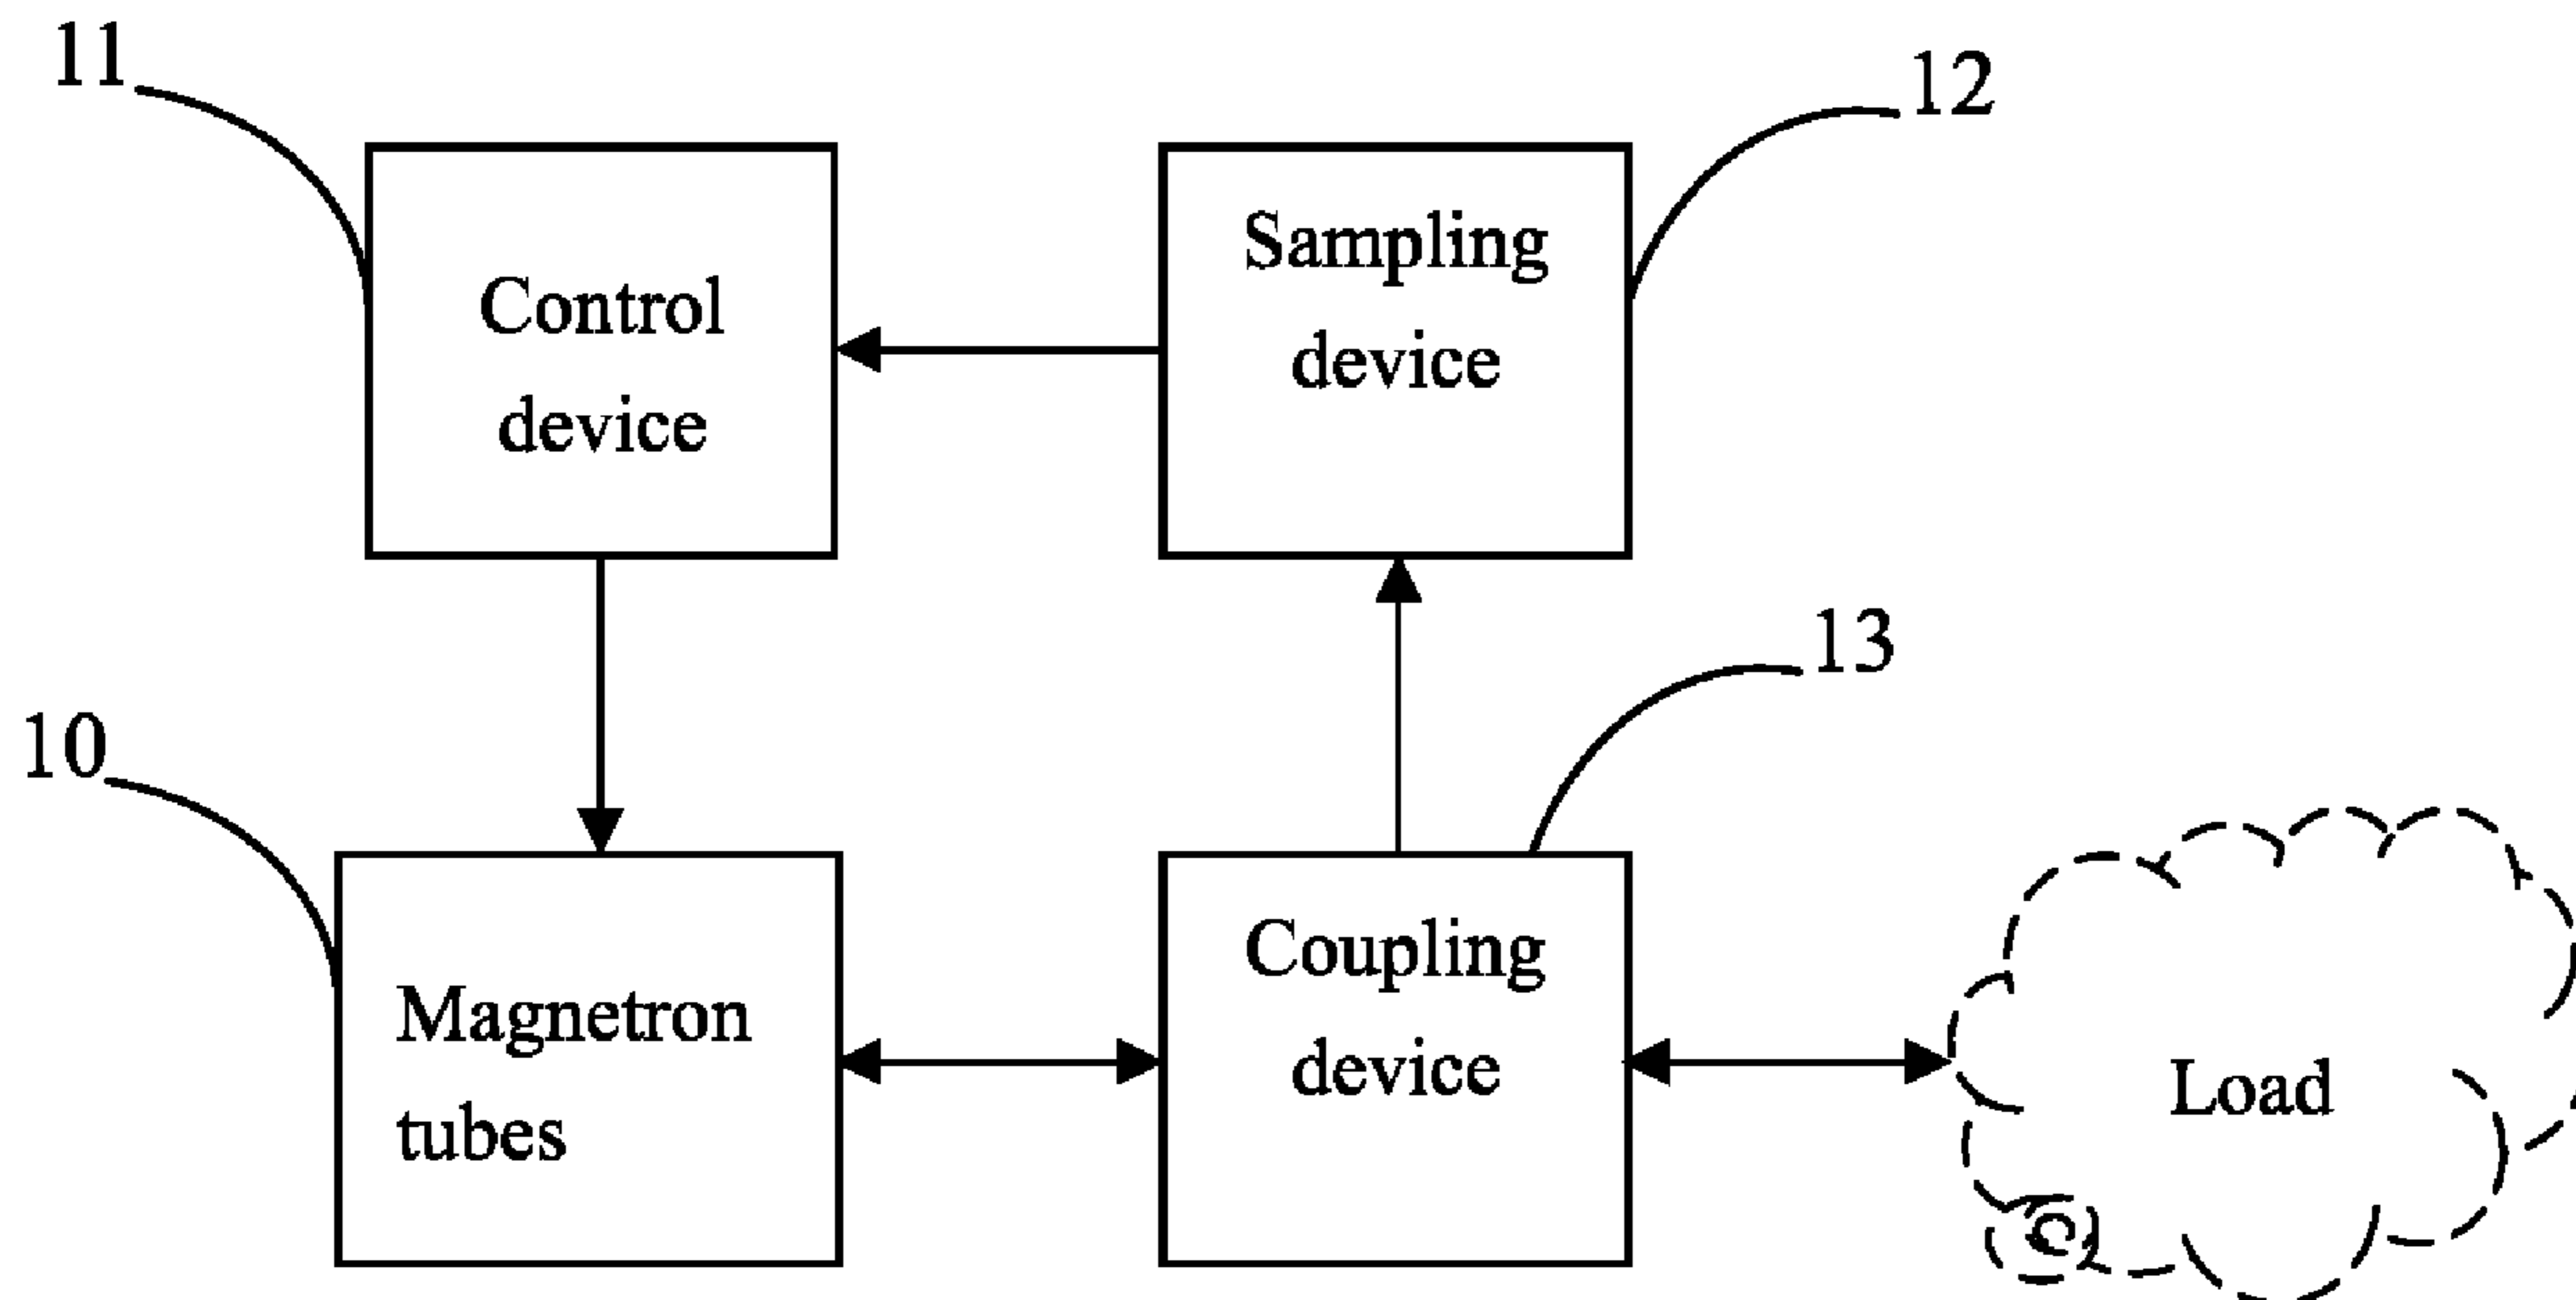 11
12
Control
device
Sampling
device
13
10
Magnetron
tubes
Coupling
device
Load